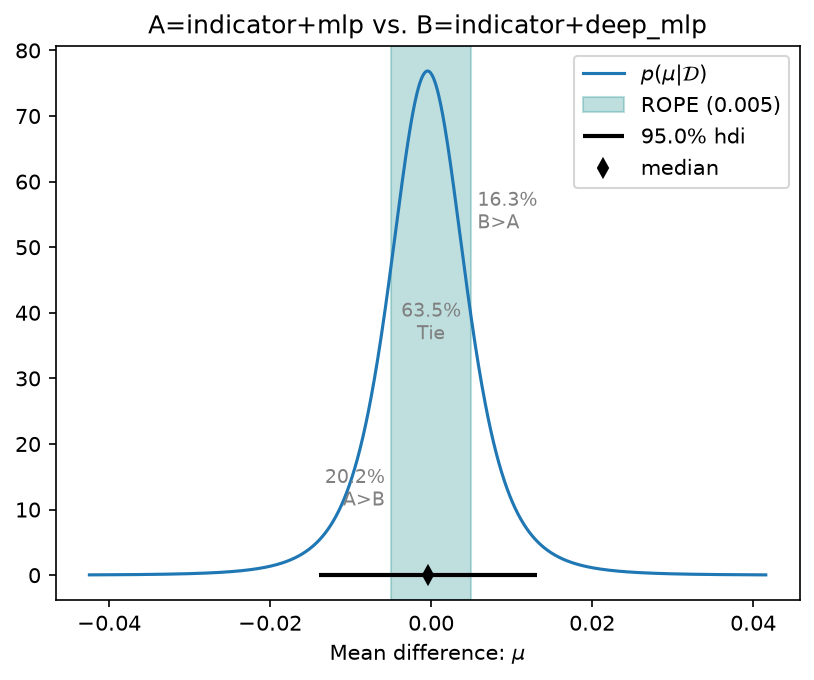 A=indicator+mlp vs. B=indicator+deep_mlp
80
70
60
50
40
30
20
10
0
p(μ|𝒟)
ROPE (0.005)
95.0% hdi
median
16.3%
B>A
63.5%
Tie
20.2%
A>B
−0.04
−0.02
0.00
0.02
0.04
Mean difference: μ